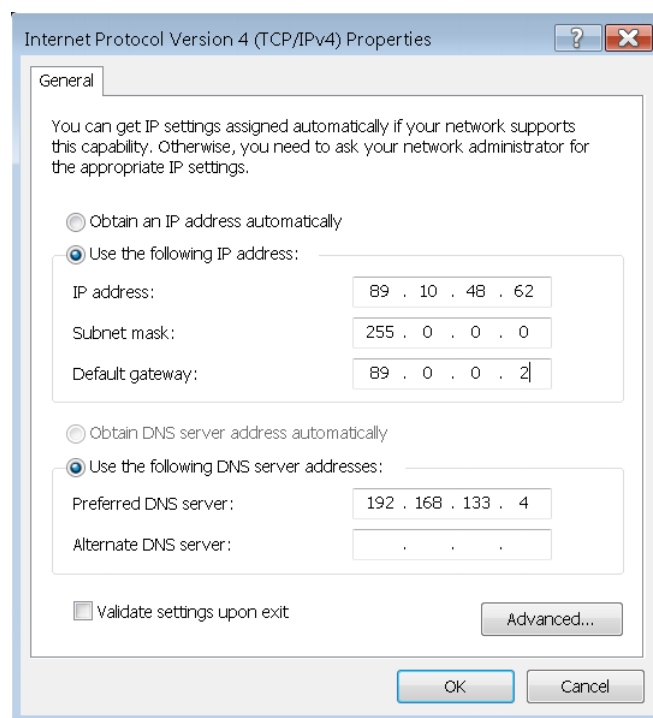 Internet Protocol Version 4 (TCP/IPv4) Properties
General
You can get IP settings assigned automatically if your network supports
this capability. Otherwise, you need to ask your network administrator for
the appropriate IP settings.
Obtain an IP address automatically
Use the following IP address:
IP address: 89 . 10 . 48 . 62
Subnet mask: 255 . 0 . 0 . 0
Default gateway: 89 . 0 . 0 . 2
Obtain DNS server address automatically
Use the following DNS server addresses:
Preferred DNS server: 192 . 168 . 133 . 4
Alternate DNS server: . . .
Validate settings upon exit
Advanced...
OK Cancel